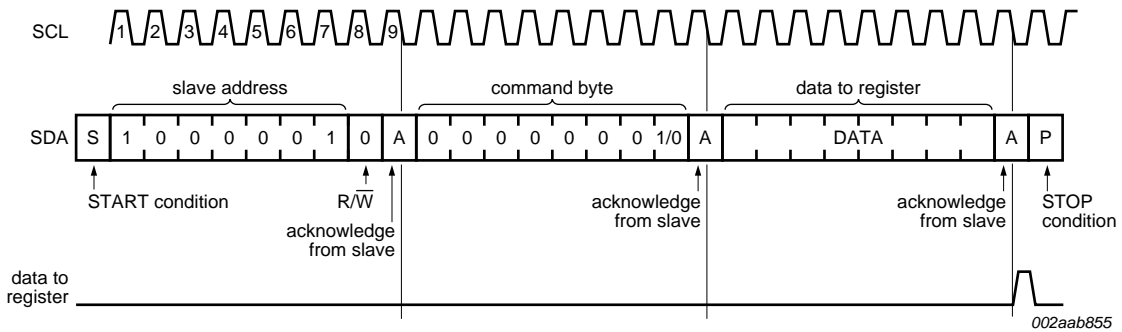 SCL 1 2 3 4 5 6 7 8 9
slave address command byte data to register
SDA S 1 0 0 0 0 0 1 0 A 0 0 0 0 0 0 0 1/0 A DATA A P
START condition R/W̅ acknowledge from slave acknowledge from slave acknowledge from slave STOP condition
data to register
002aab855